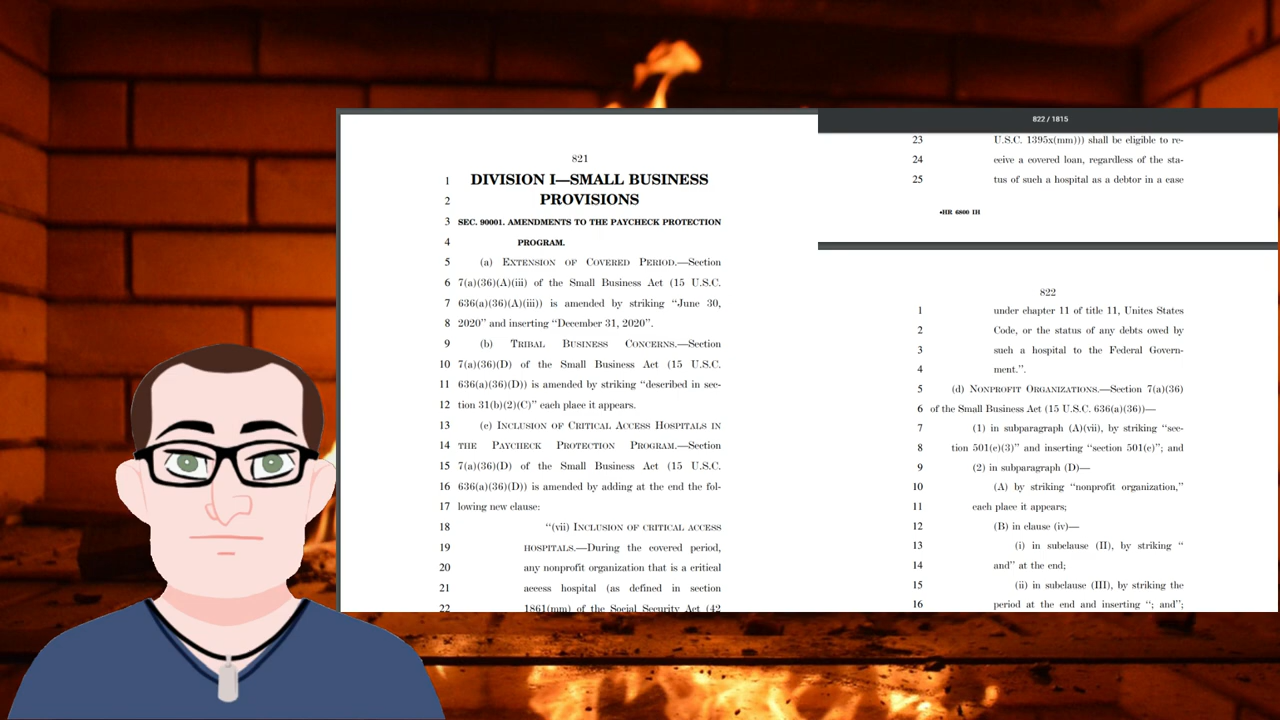 821
1 DIVISION I—SMALL BUSINESS
2 PROVISIONS
3 SEC. 90001. AMENDMENTS TO THE PAYCHECK PROTECTION
4 PROGRAM.
5 (a) EXTENSION OF COVERED PERIOD.—Section
6 7(a)(36)(A)(iii) of the Small Business Act (15 U.S.C.
7 636(a)(36)(A)(iii)) is amended by striking “June 30,
8 2020” and inserting “December 31, 2020”.
9 (b) TRIBAL BUSINESS CONCERNS.—Section
10 7(a)(36)(D) of the Small Business Act (15 U.S.C.
11 636(a)(36)(D)) is amended by striking “described in sec-
12 tion 31(b)(2)(C)” each place it appears.
13 (c) INCLUSION OF CRITICAL ACCESS HOSPITALS IN
14 THE PAYCHECK PROTECTION PROGRAM.—Section
15 7(a)(36)(D) of the Small Business Act (15 U.S.C.
16 636(a)(36)(D)) is amended by adding at the end the fol-
17 lowing new clause:
18 “(vii) INCLUSION OF CRITICAL ACCESS
19 HOSPITALS.—During the covered period,
20 any nonprofit organization that is a critical
21 access hospital (as defined in section
22 1861(mm) of the Social Security Act (42
822 / 1815
23 U.S.C. 1395x(mm))) shall be eligible to re-
24 ceive a covered loan, regardless of the sta-
25 tus of such a hospital as a debtor in a case
•HR 6800 IH
822
1 under chapter 11 of title 11, Unites States
2 Code, or the status of any debts owed by
3 such a hospital to the Federal Govern-
4 ment.”.
5 (d) NONPROFIT ORGANIZATIONS.—Section 7(a)(36)
6 of the Small Business Act (15 U.S.C. 636(a)(36))—
7 (1) in subparagraph (A)(vii), by striking “sec-
8 tion 501(c)(3)” and inserting “section 501(c)”; and
9 (2) in subparagraph (D)—
10 (A) by striking “nonprofit organization,”
11 each place it appears;
12 (B) in clause (iv)—
13 (i) in subclause (II), by striking “
14 and” at the end;
15 (ii) in subclause (III), by striking the
16 period at the end and inserting “; and”;